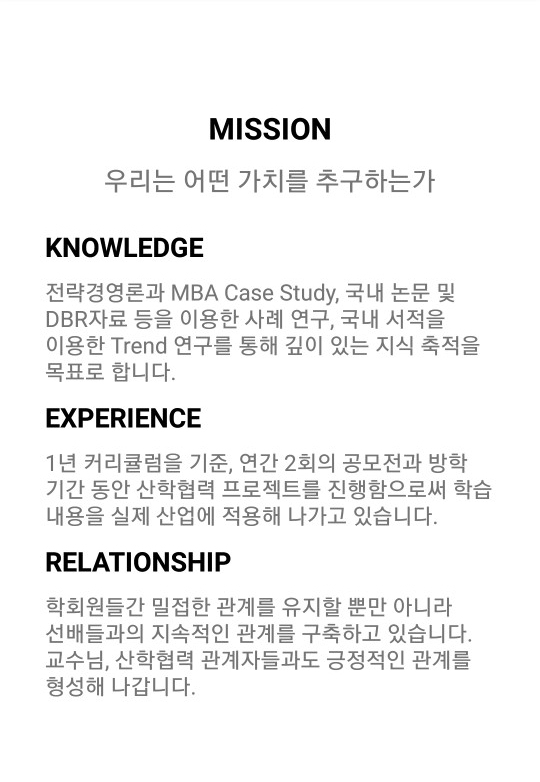 MISSION
우리는 어떤 가치를 추구하는가
KNOWLEDGE
전략경영론과 MBA Case Study, 국내 논문 및
DBR자료 등을 이용한 사례 연구, 국내 서적을
이용한 Trend 연구를 통해 깊이 있는 지식 축적을
목표로 합니다.
EXPERIENCE
1년 커리큘럼을 기준, 연간 2회의 공모전과 방학
기간 동안 산학협력 프로젝트를 진행함으로써 학습
내용을 실제 산업에 적용해 나가고 있습니다.
RELATIONSHIP
학회원들간 밀접한 관계를 유지할 뿐만 아니라
선배들과의 지속적인 관계를 구축하고 있습니다.
교수님, 산학협력 관계자들과도 긍정적인 관계를
형성해 나갑니다.